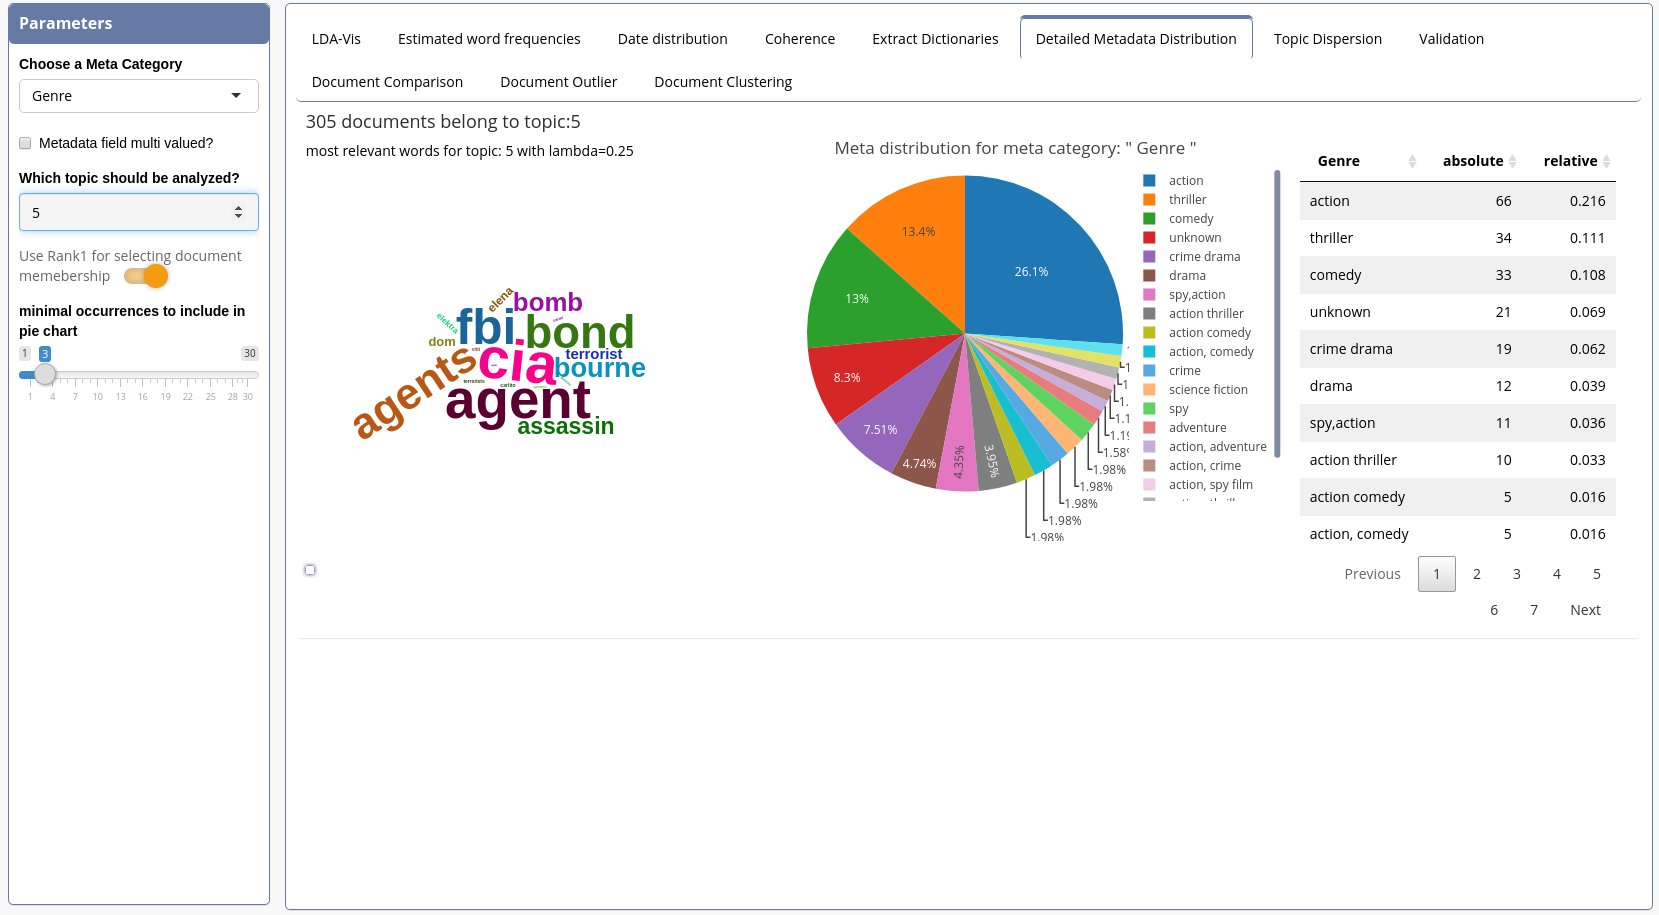 Parameters
Choose a Meta Category
Genre
Metadata field multi valued?
Which topic should be analyzed?
5
Use Rank1 for selecting document
memebership
minimal occurrences to include in
pie chart
1 3 30
1 4 7 10 13 16 19 22 25 28 30
LDA-Vis Estimated word frequencies Date distribution Coherence Extract Dictionaries Detailed Metadata Distribution Topic Dispersion Validation
Document Comparison Document Outlier Document Clustering
305 documents belong to topic:5
most relevant words for topic: 5 with lambda=0.25
elena
bomb
elektra
fbi
bond
dom
cia
terrorist
agents
bourne
terrorists
carlito
agent
assassin
Meta distribution for meta category: " Genre "
26.1%
13.4%
13%
8.3%
7.51%
4.74%
4.35%
3.95%
1.58%
1.98%
1.98%
1.98%
1.98%
1.98%
action
thriller
comedy
unknown
crime drama
drama
spy,action
action thriller
action comedy
action, comedy
crime
science fiction
spy
adventure
action, adventure
action, crime
action, spy film
Genre absolute relative
action 66 0.216
thriller 34 0.111
comedy 33 0.108
unknown 21 0.069
crime drama 19 0.062
drama 12 0.039
spy,action 11 0.036
action thriller 10 0.033
action comedy 5 0.016
action, comedy 5 0.016
Previous 1 2 3 4 5
6 7 Next